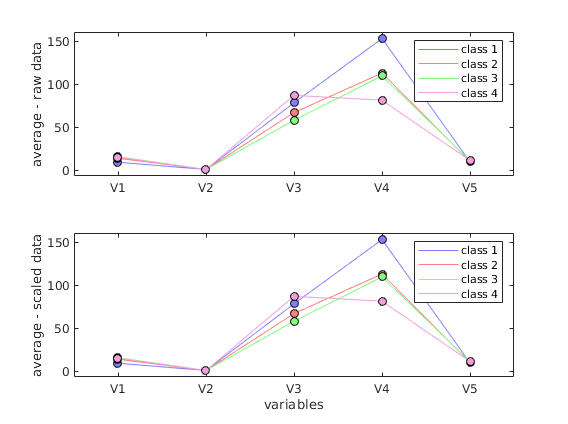 average - raw data
150
100
50
0
V1 V2 V3 V4 V5
class 1
class 2
class 3
class 4
average - scaled data
150
100
50
0
V1 V2 V3 V4 V5
class 1
class 2
class 3
class 4
variables